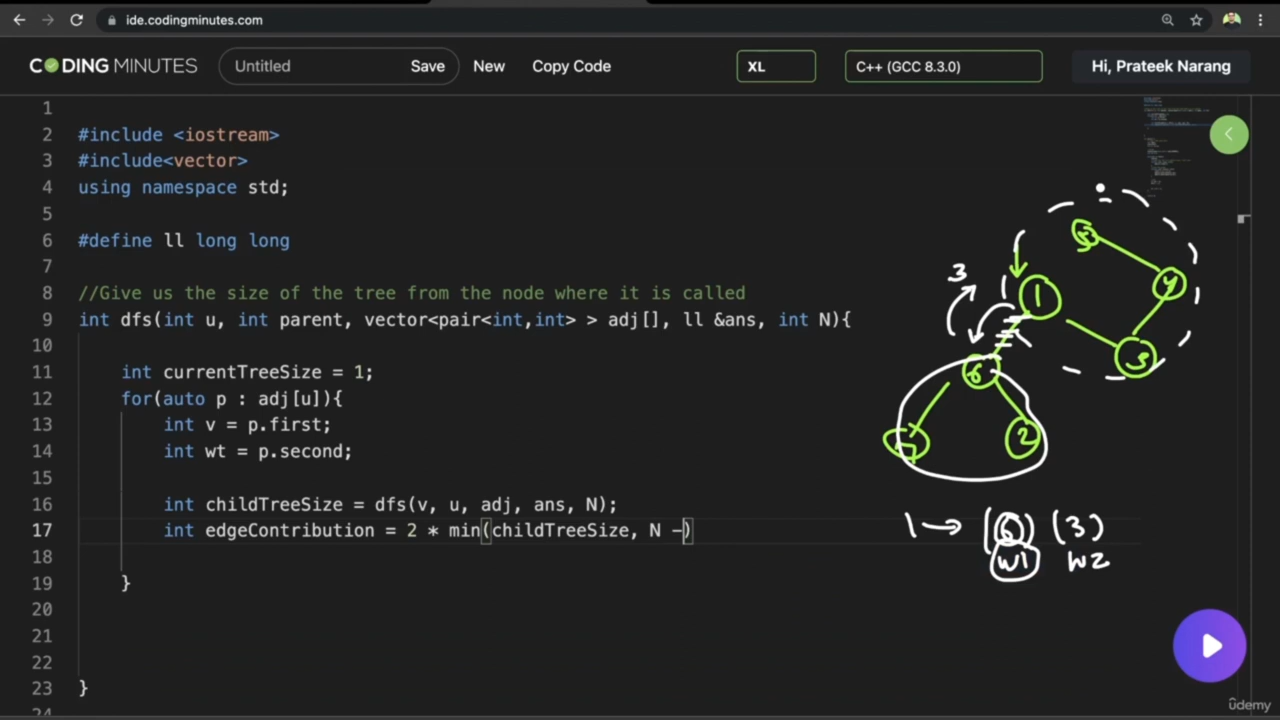 ide.codingminutes.com
CODING MINUTES
Untitled
Save
New
Copy Code
XL
C++ (GCC 8.3.0)
Hi, Prateek Narang
1
2 #include <iostream>
3 #include<vector>
4 using namespace std;
5
6 #define ll long long
7
8 //Give us the size of the tree from the node where it is called
9 int dfs(int u, int parent, vector<pair<int,int> > adj[], ll &ans, int N){
10
11 int currentTreeSize = 1;
12 for(auto p : adj[u]){
13 int v = p.first;
14 int wt = p.second;
15
16 int childTreeSize = dfs(v, u, adj, ans, N);
17 int edgeContribution = 2 * min(childTreeSize, N -)
18
19 }
20
21
22
23 }
24
3
1
4
3
6
2
1 → (6) (3)
w1 w2
ûdemy